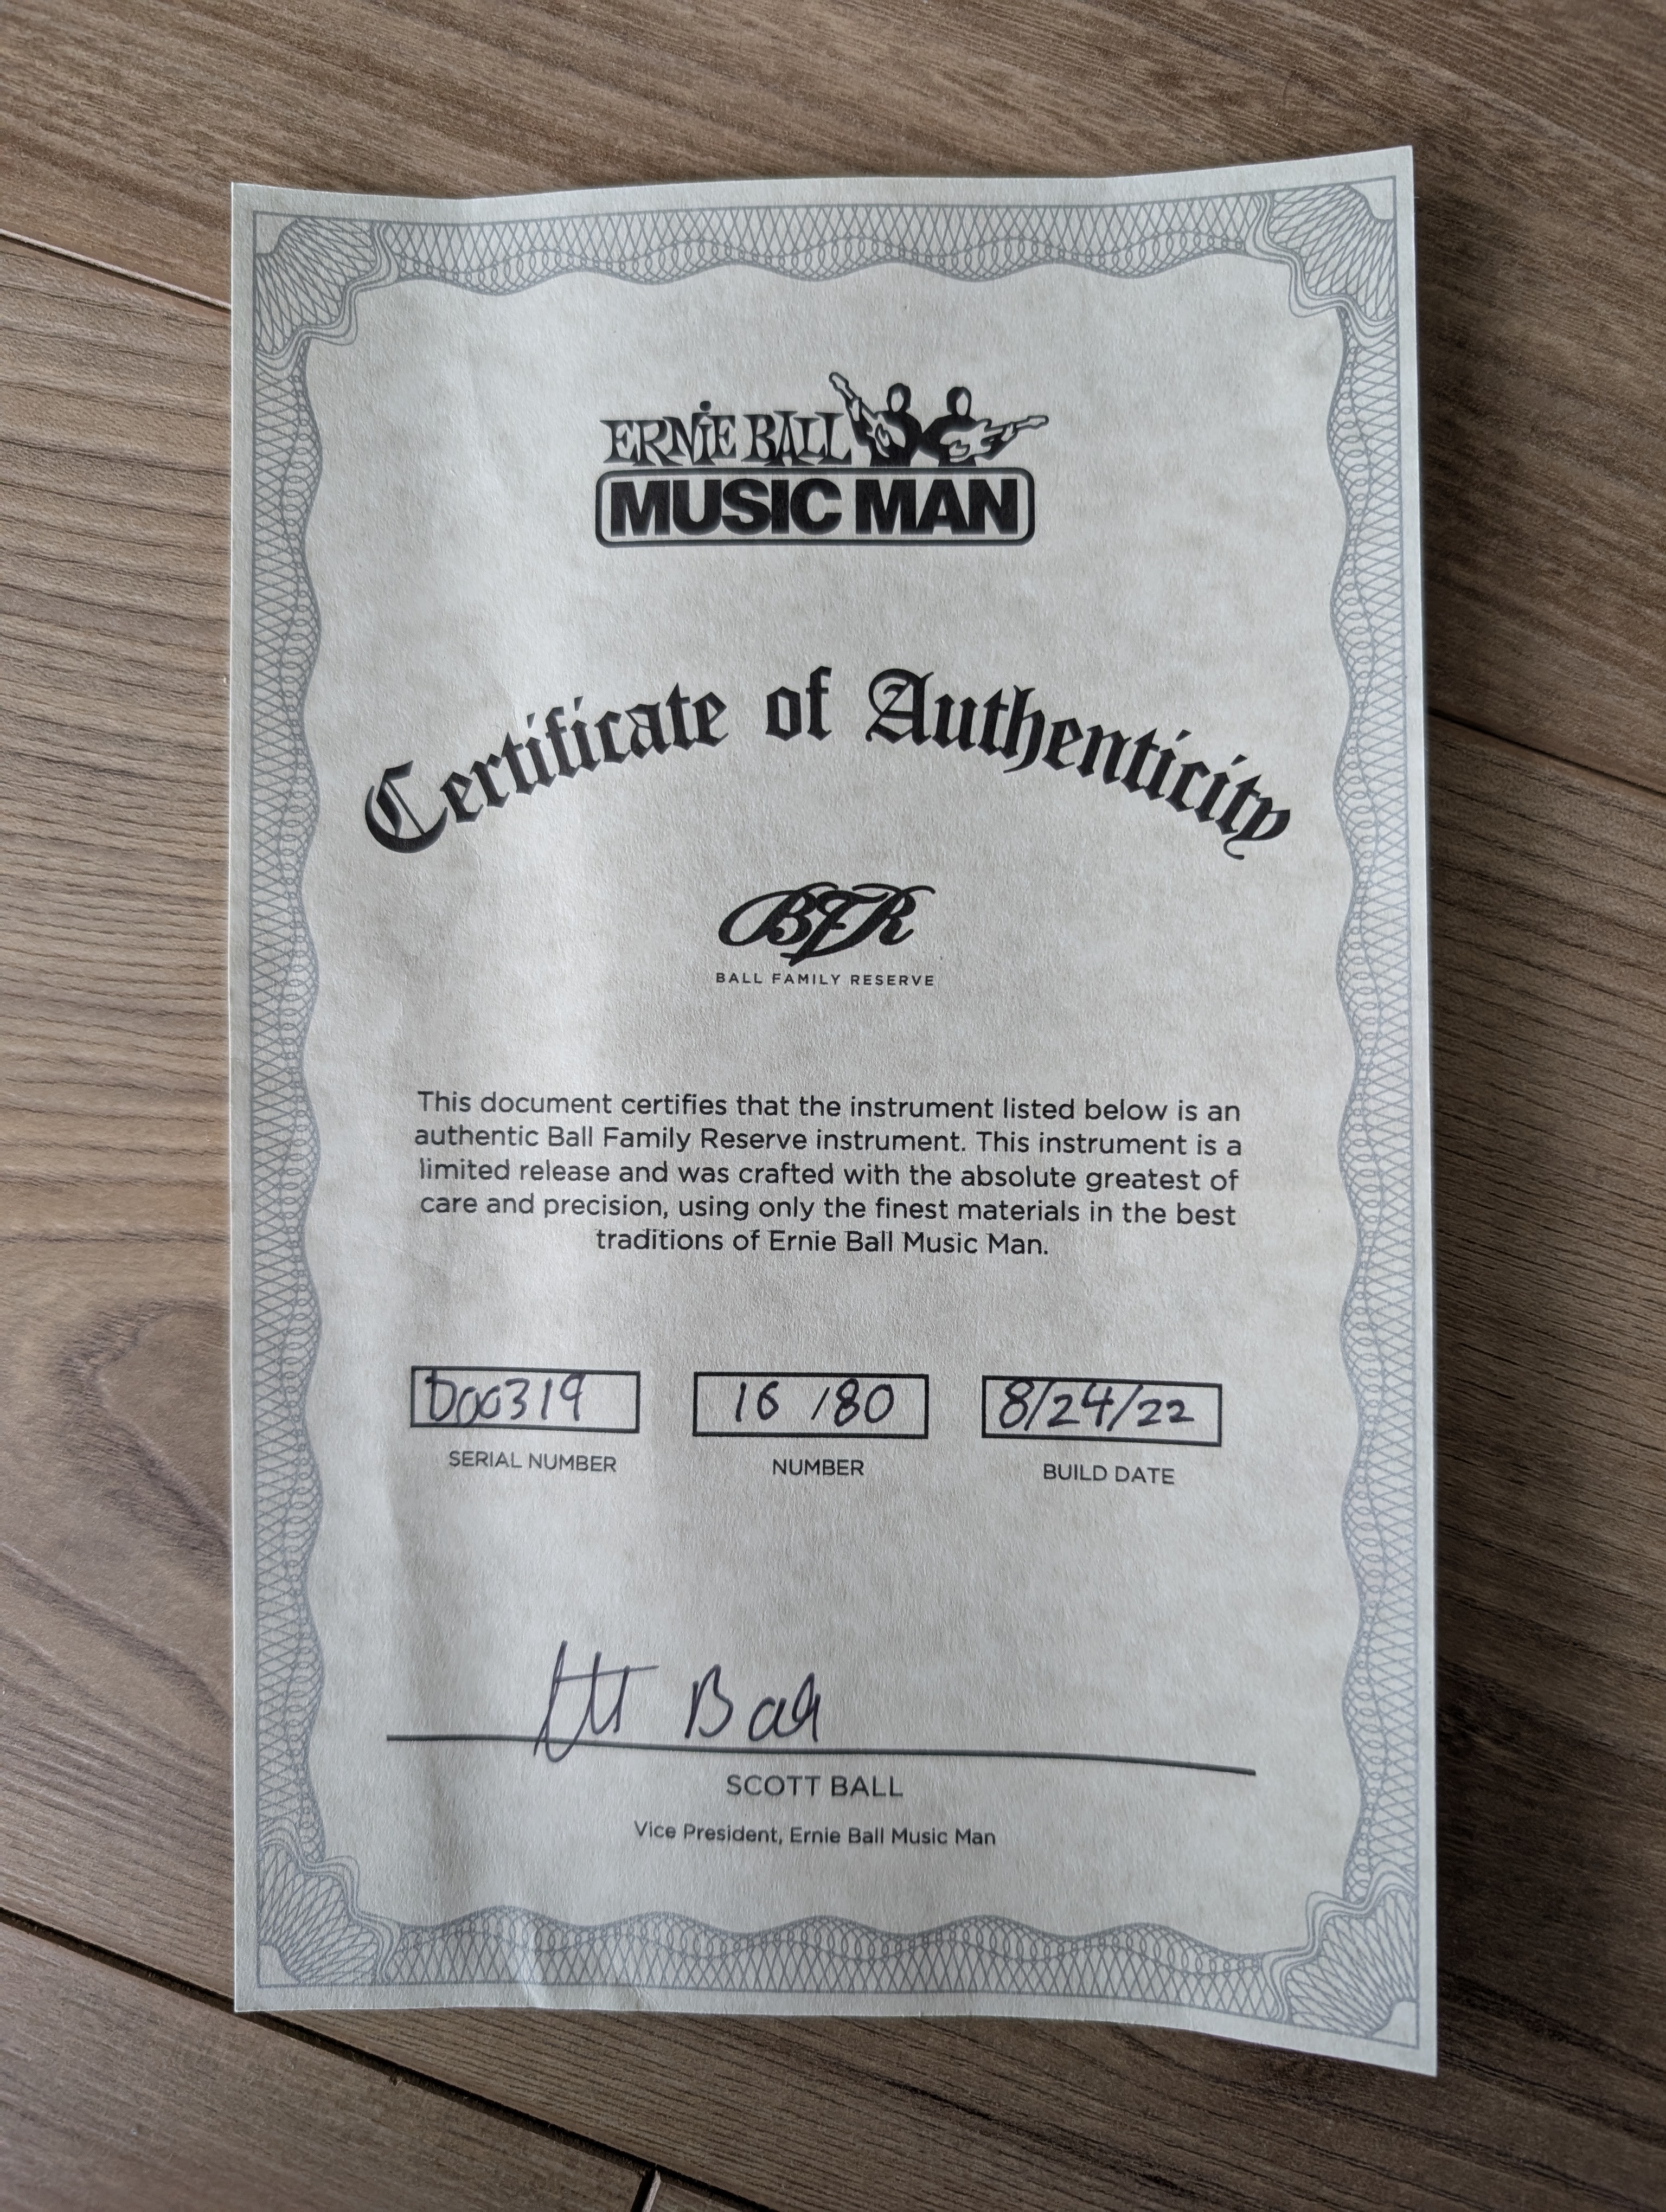 ERNIE BALL
MUSIC MAN
Certificate of Authenticity
BFR
BALL FAMILY RESERVE
This document certifies that the instrument listed below is an
authentic Ball Family Reserve instrument. This instrument is a
limited release and was crafted with the absolute greatest of
care and precision, using only the finest materials in the best
traditions of Ernie Ball Music Man.
D00319 16 /80 8/24/22
SERIAL NUMBER NUMBER BUILD DATE
Ball
SCOTT BALL
Vice President, Ernie Ball Music Man